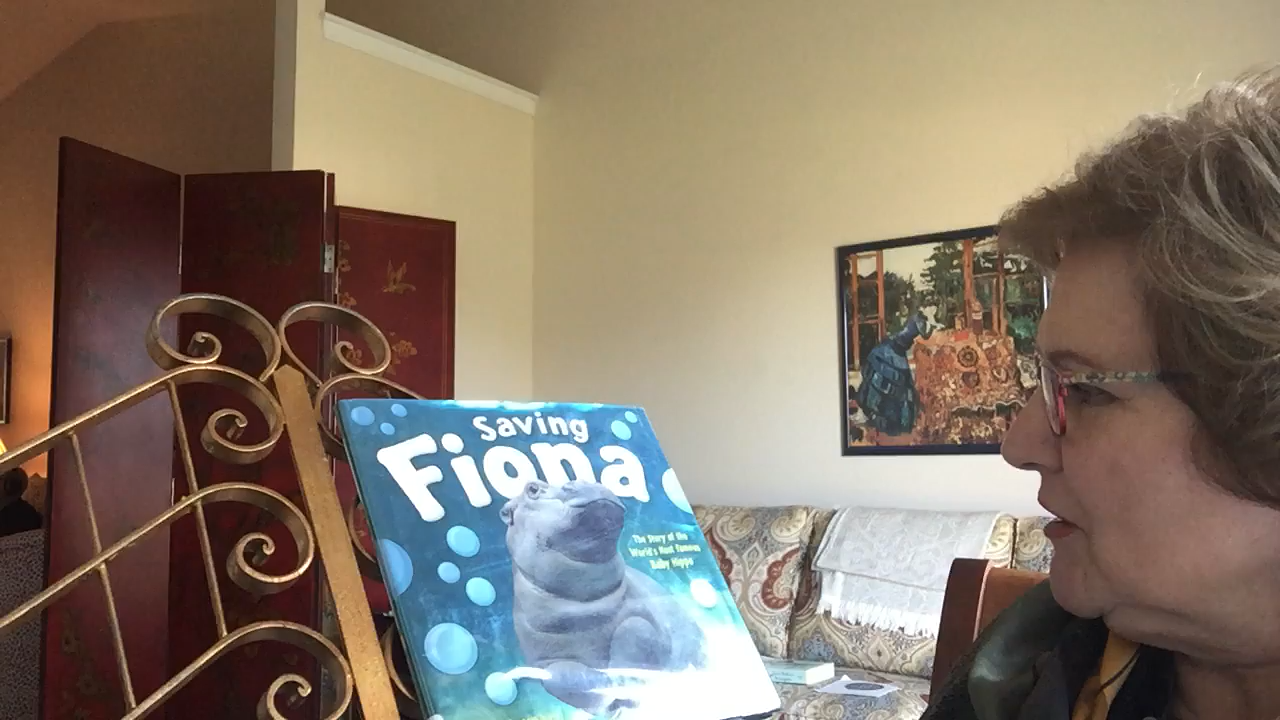 Saving
Fiona
The Story of the
World's Most Famous
Baby Hippo